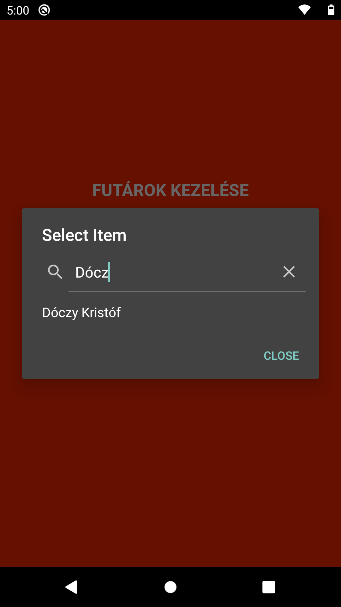 5:00
FUTÁROK KEZELÉSE
Select Item
Dócz
Dóczy Kristóf
CLOSE